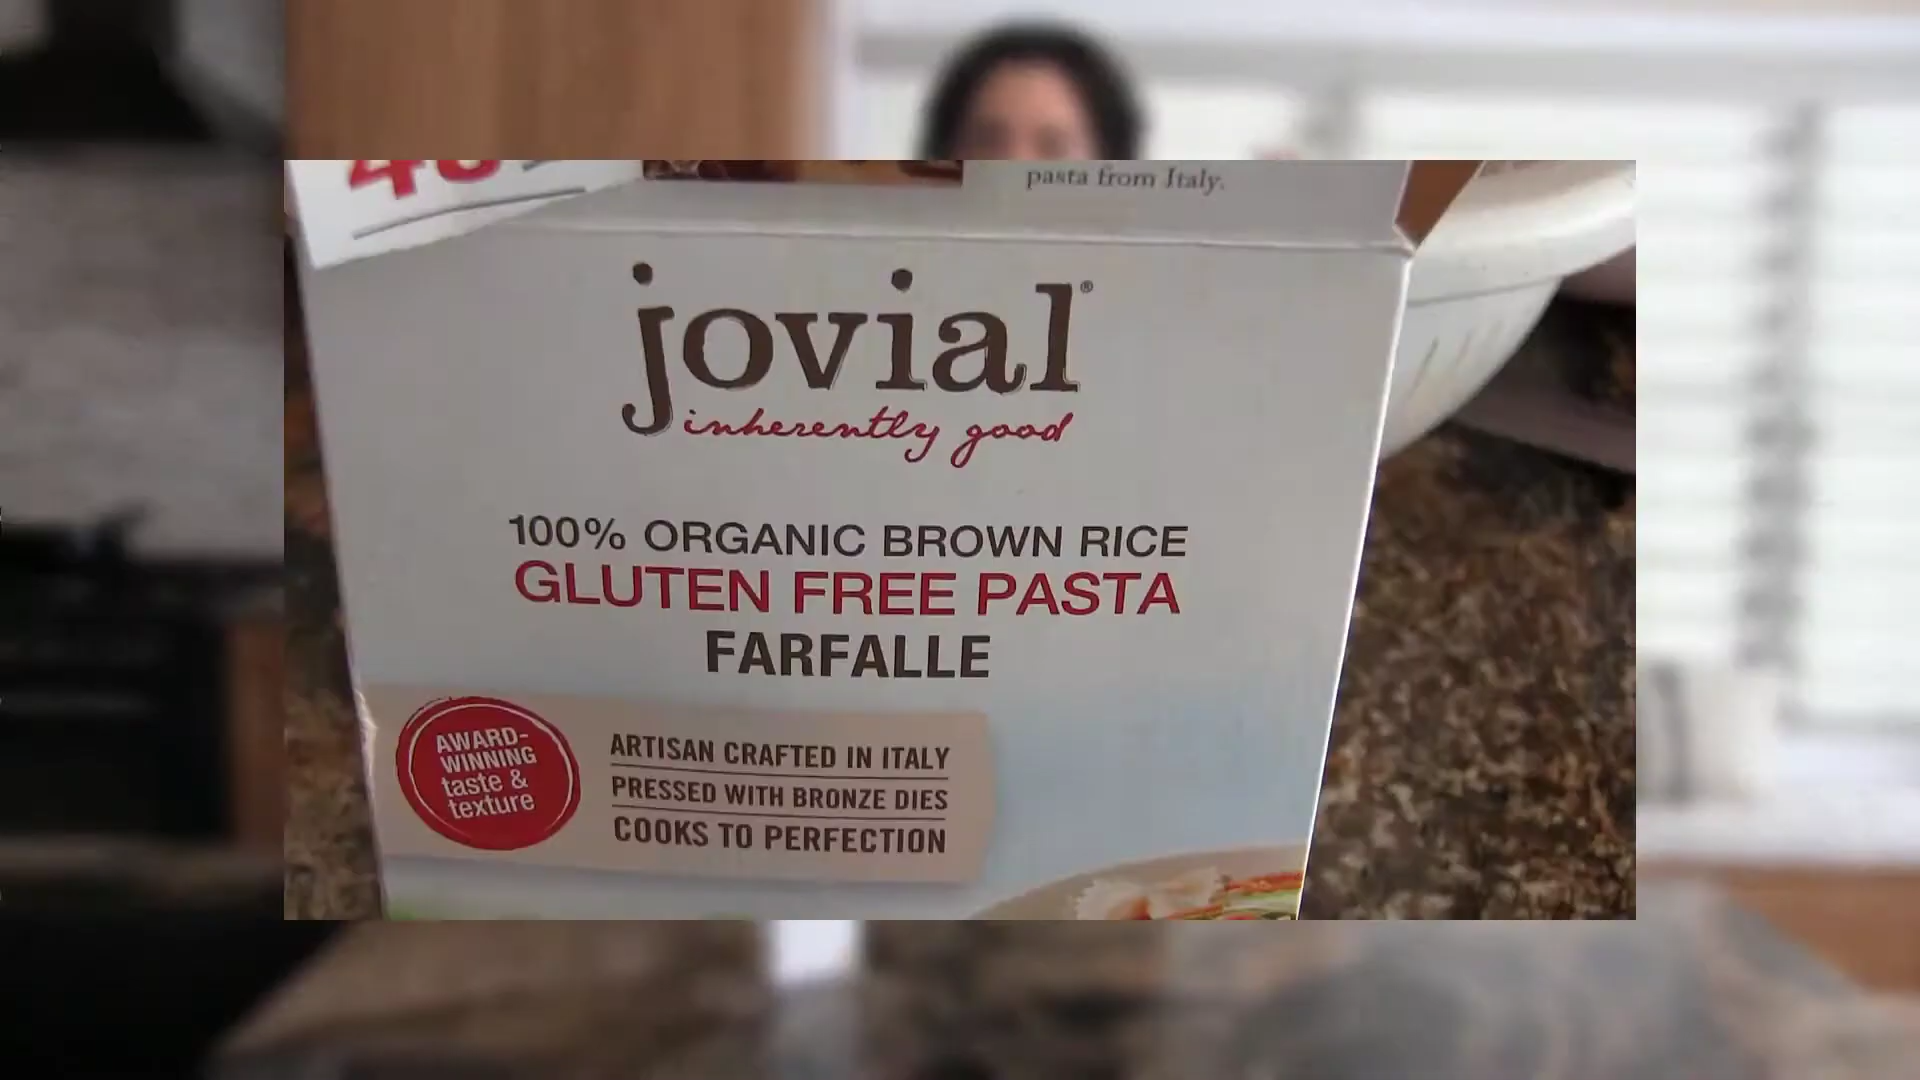 pasta from Italy.
jovial®
inherently good
100% ORGANIC BROWN RICE
GLUTEN FREE PASTA
FARFALLE
AWARD-
WINNING
taste &
texture
ARTISAN CRAFTED IN ITALY
PRESSED WITH BRONZE DIES
COOKS TO PERFECTION